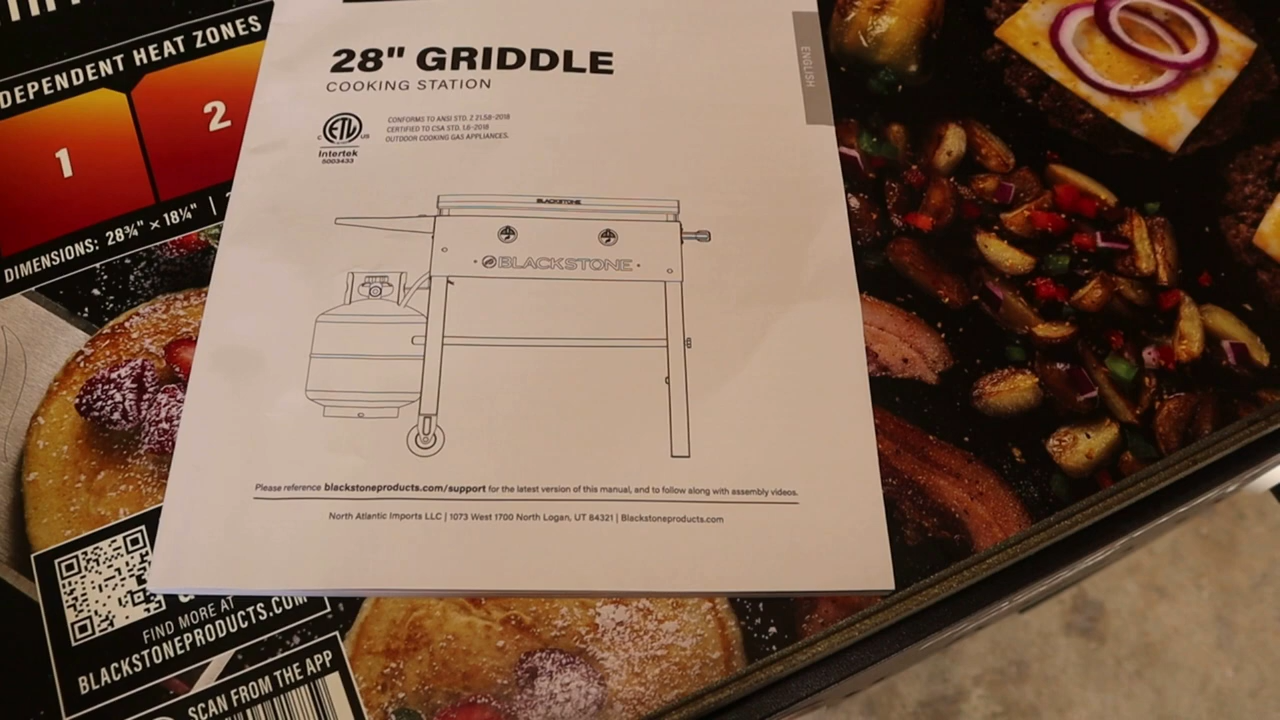 DEPENDENT HEAT ZONES
1
2
DIMENSIONS: 28¾" × 18¼" |
28" GRIDDLE
COOKING STATION
ENGLISH
C ETL US
Intertek
5003433
CONFORMS TO ANSI STD. Z 21.58-2018
CERTIFIED TO CSA STD. 1.6-2018
OUTDOOR COOKING GAS APPLIANCES.
BLACKSTONE
· BLACKSTONE ·
Please reference blackstoneproducts.com/support for the latest version of this manual, and to follow along with assembly videos.
North Atlantic Imports LLC | 1073 West 1700 North Logan, UT 84321 | Blackstoneproducts.com
FIND MORE AT
BLACKSTONEPRODUCTS.COM
SCAN FROM THE APP